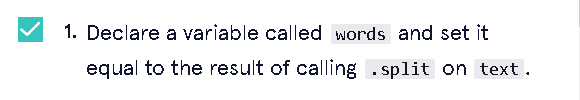 1. Declare a variable called words and set it
equal to the result of calling .split on text.